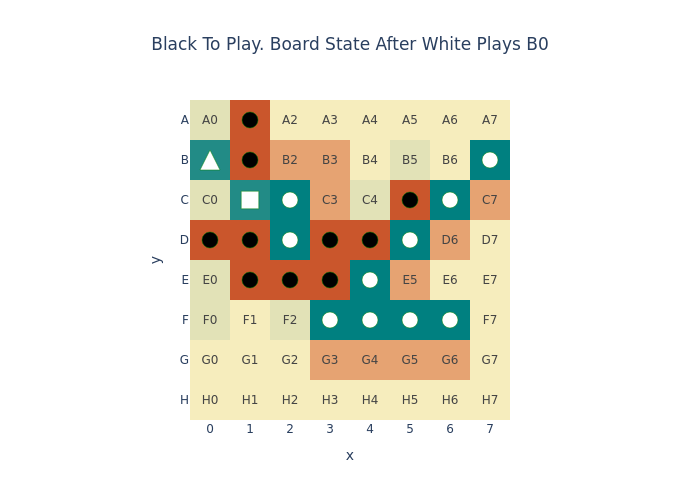 Black To Play. Board State After White Plays B0
A A0 A2 A3 A4 A5 A6 A7
B B2 B3 B4 B5 B6
C C0 C3 C4 C7
D D6 D7
y
E E0 E5 E6 E7
F F0 F1 F2 F7
G G0 G1 G2 G3 G4 G5 G6 G7
H H0 H1 H2 H3 H4 H5 H6 H7
0 1 2 3 4 5 6 7
x